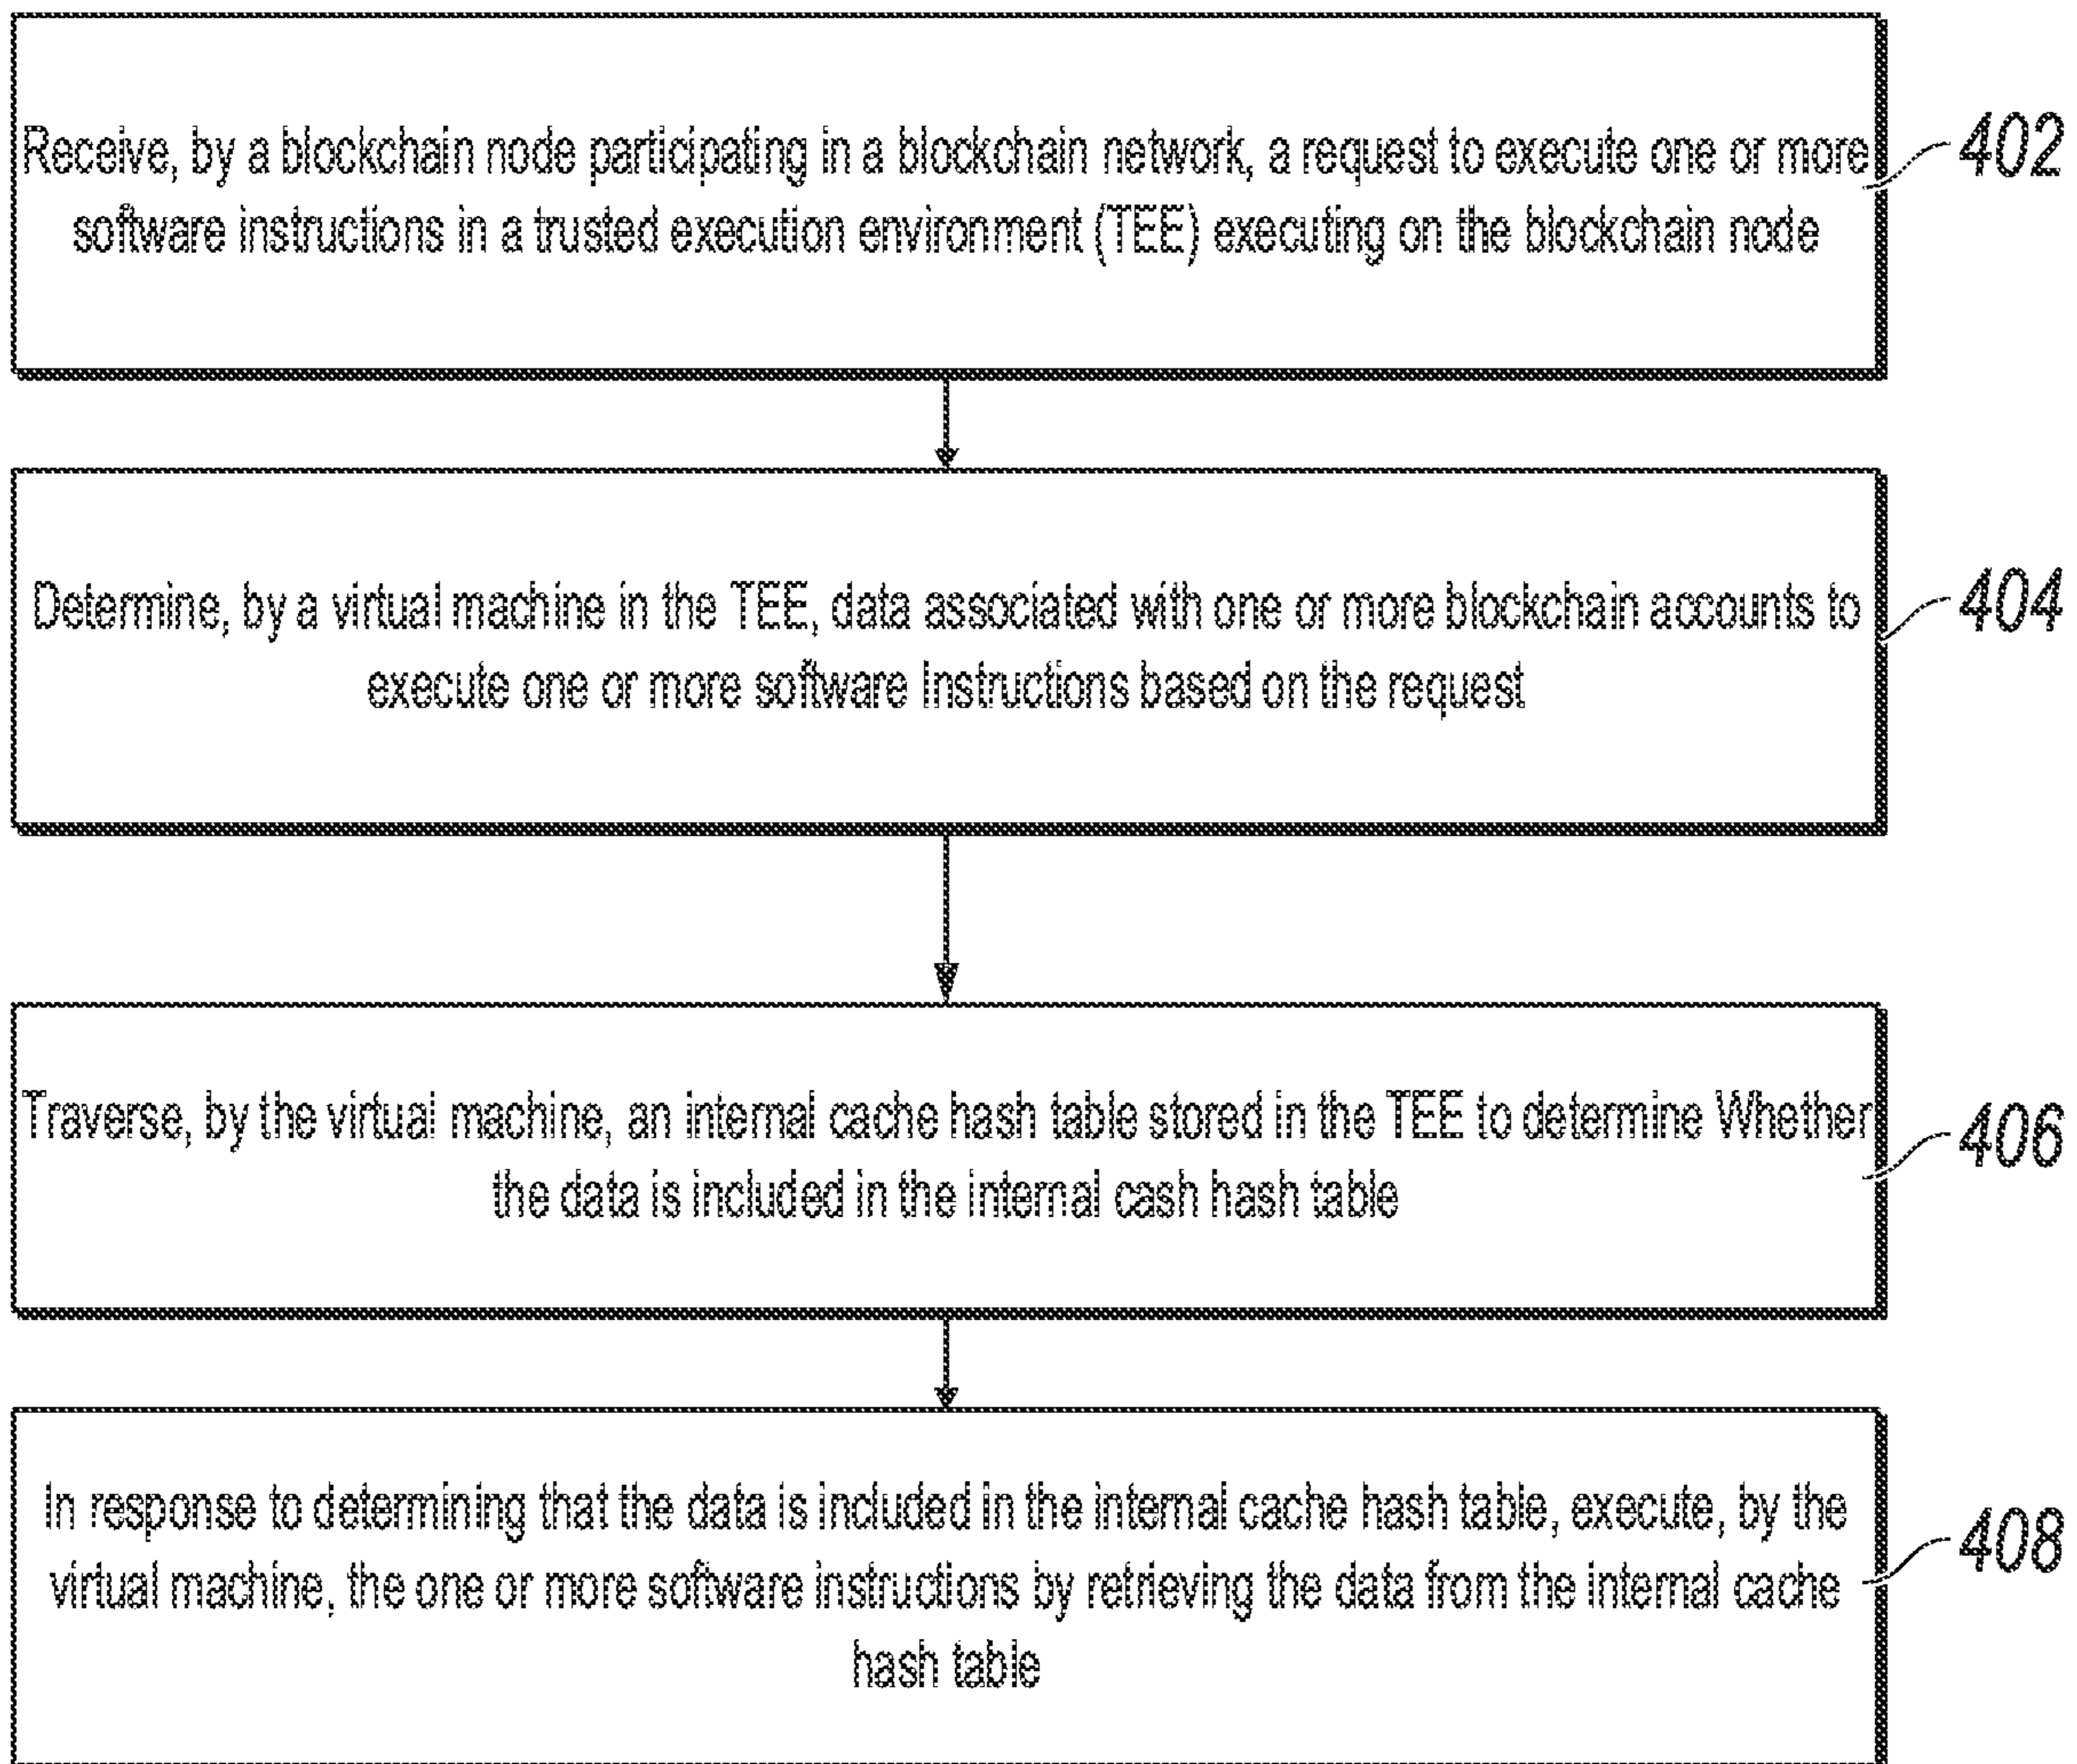 Receive, by a blockchain node participating in a blockchain network, a request to execute one or more
software instructions in a trusted execution environment (TEE) executing on the blockchain node
402
Determine, by a virtual machine in the TEE, data associated with one or more blockchain accounts to
execute one or more software Instructions based on the request
404
Traverse, by the virtual machine, an internal cache hash table stored in the TEE to determine Whether
the data is included in the internal cash hash table
406
In response to determining that the data is included in the internal cache hash table, execute, by the
virtual machine, the one or more software instructions by retrieving the data from the internal cache
hash table
408